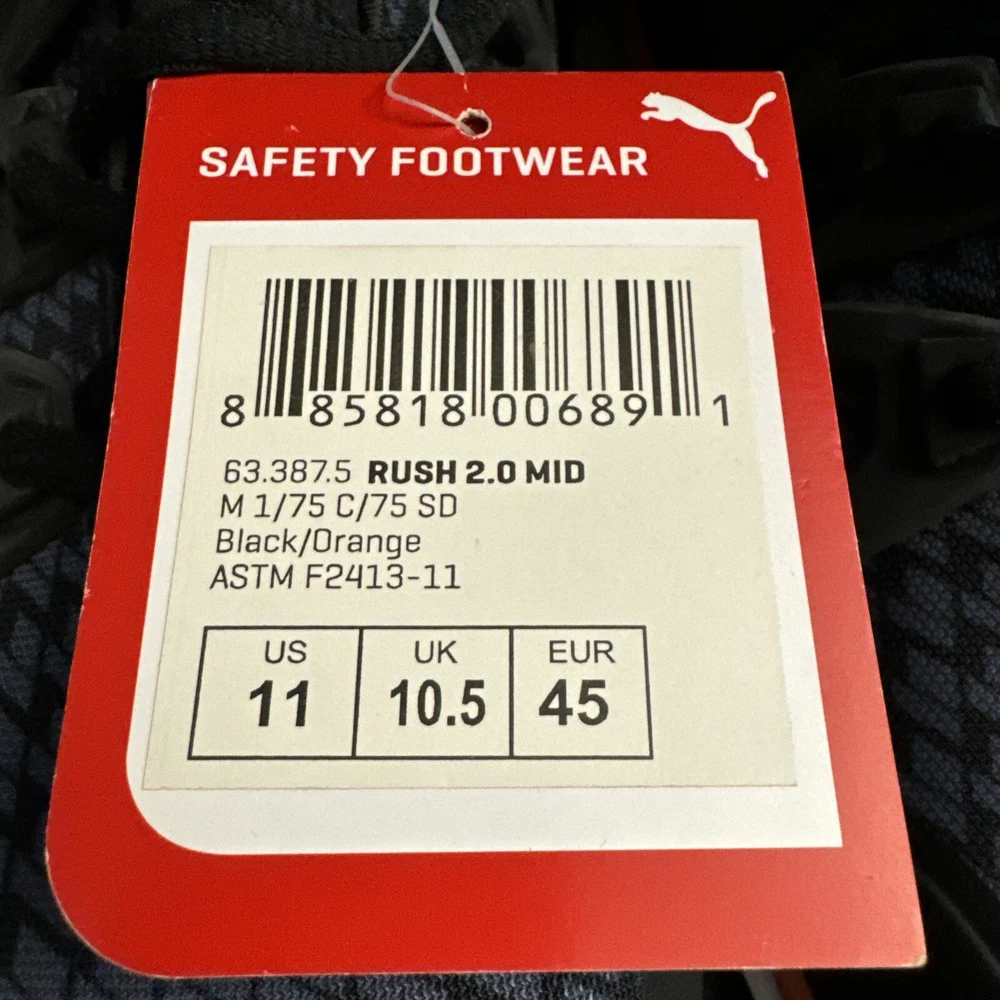 SAFETY FOOTWEAR
8 85818 00689 1
63.387.5 RUSH 2.0 MID
M 1/75 C/75 SD
Black/Orange
ASTM F2413-11
US UK EUR
11 10.5 45